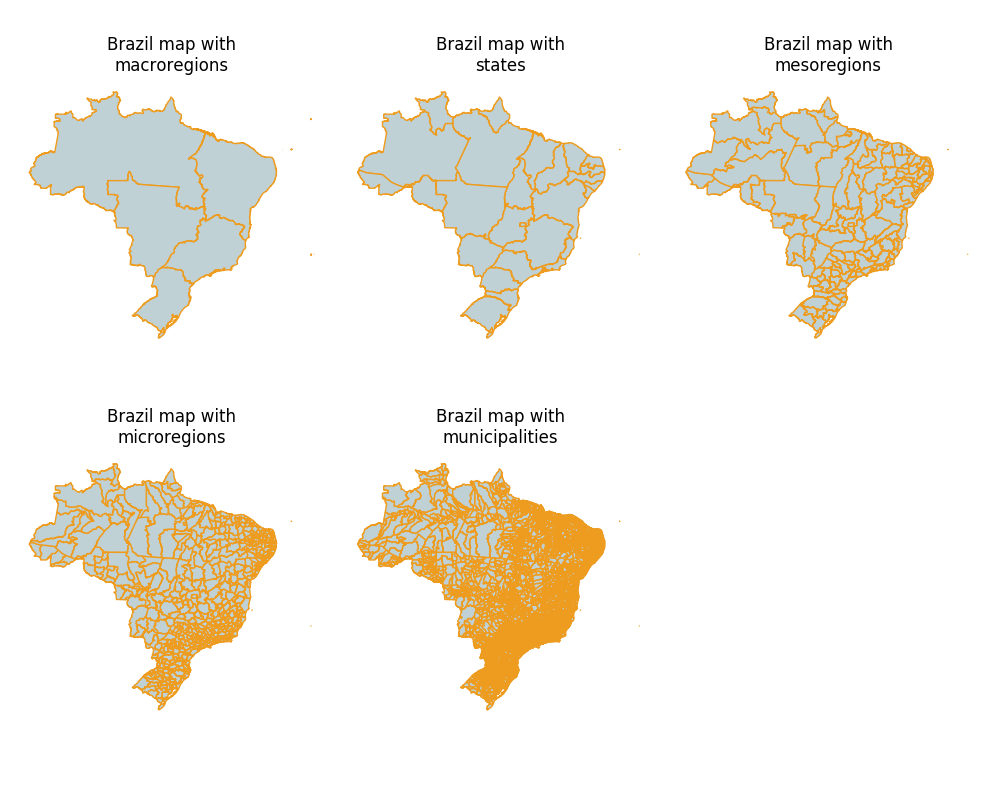 Brazil map with
macroregions
Brazil map with
states
Brazil map with
mesoregions
Brazil map with
microregions
Brazil map with
municipalities